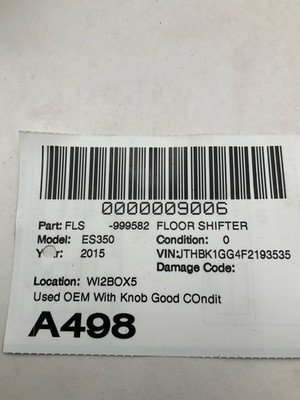 0000009006
Part: FLS -999582 FLOOR SHIFTER
Model: ES350 Condition: 0
2015 VIN:JTHBK1GG4F2193535
Damage Code:
Location: WI2BOX5
Used OEM With Knob Good COndit
A498